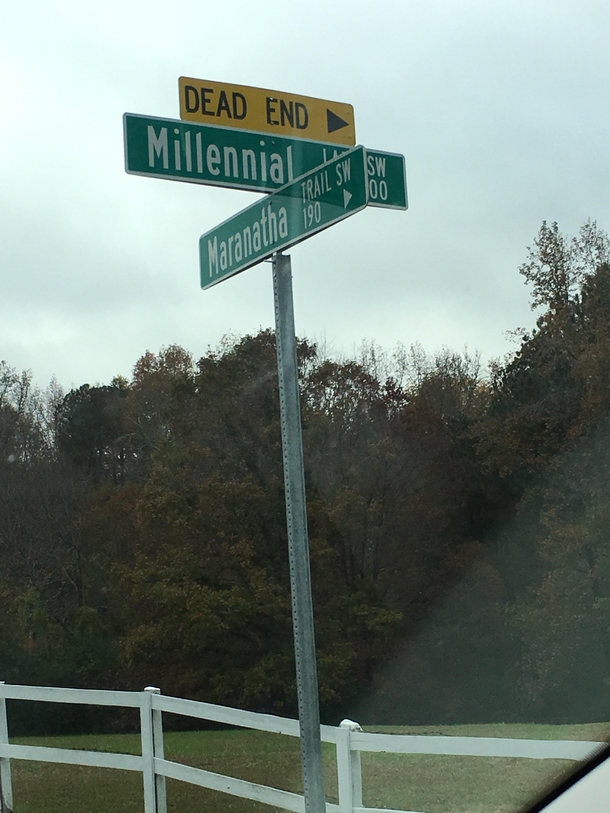 DEAD END
Millennial SW
00
Maranatha TRAIL SW
190